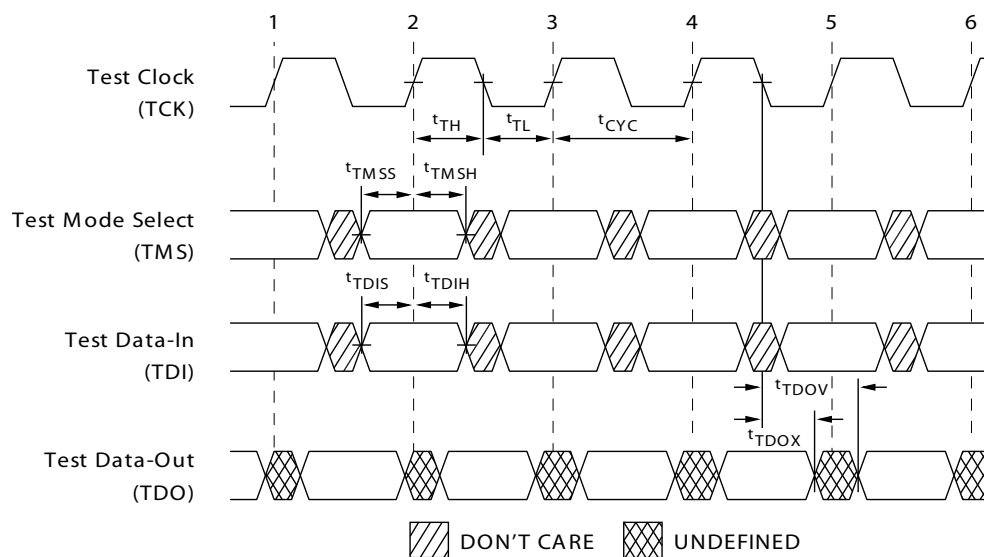 1 2 3 4 5 6
Test Clock
(TCK)
tTH tTL tCYC
tTMSS tTMSH
Test Mode Select
(TMS)
tTDIS tTDIH
Test Data-In
(TDI)
tTDOV
tTDOX
Test Data-Out
(TDO)
DON'T CARE UNDEFINED